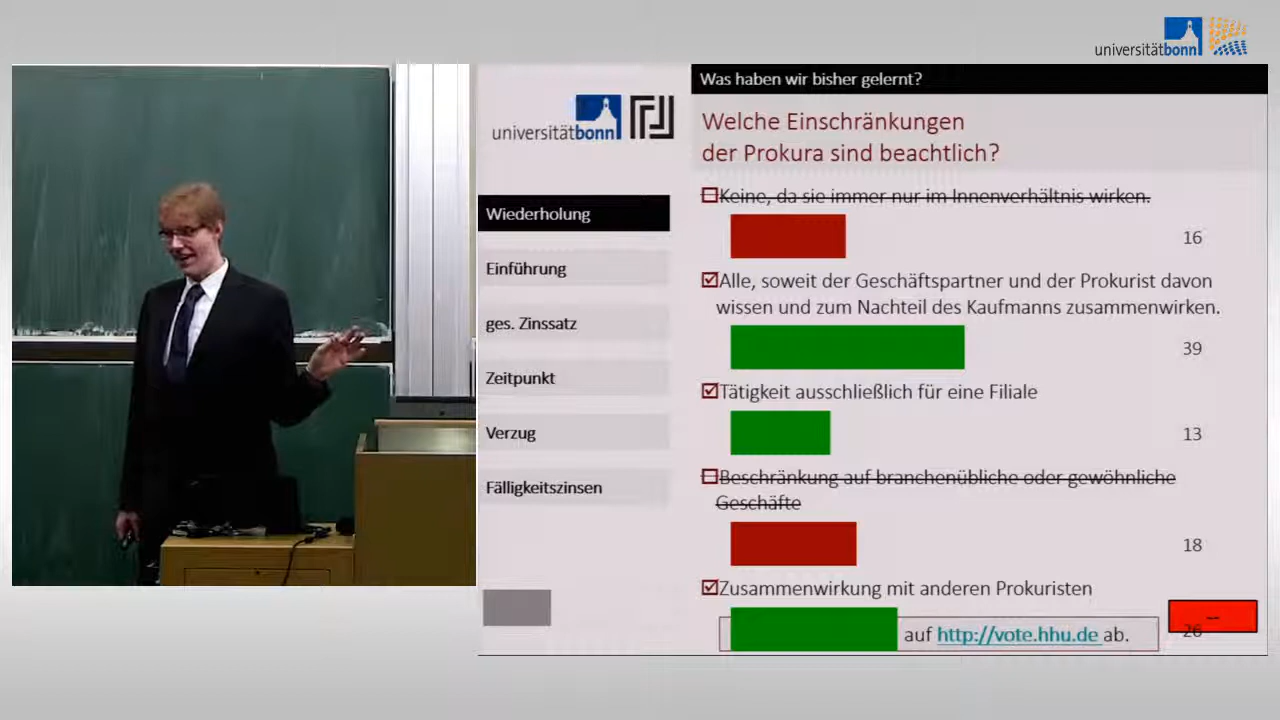 universitätbonn
Was haben wir bisher gelernt?
universitätbonn
Welche Einschränkungen
der Prokura sind beachtlich?
Wiederholung
Einführung
ges. Zinssatz
Zeitpunkt
Verzug
Fälligkeitszinsen
Keine, da sie immer nur im Innenverhältnis wirken.
16
Alle, soweit der Geschäftspartner und der Prokurist davon
wissen und zum Nachteil des Kaufmanns zusammenwirken.
39
Tätigkeit ausschließlich für eine Filiale
13
Beschränkung auf branchenübliche oder gewöhnliche
Geschäfte
18
Zusammenwirkung mit anderen Prokuristen
auf http://vote.hhu.de ab.
26